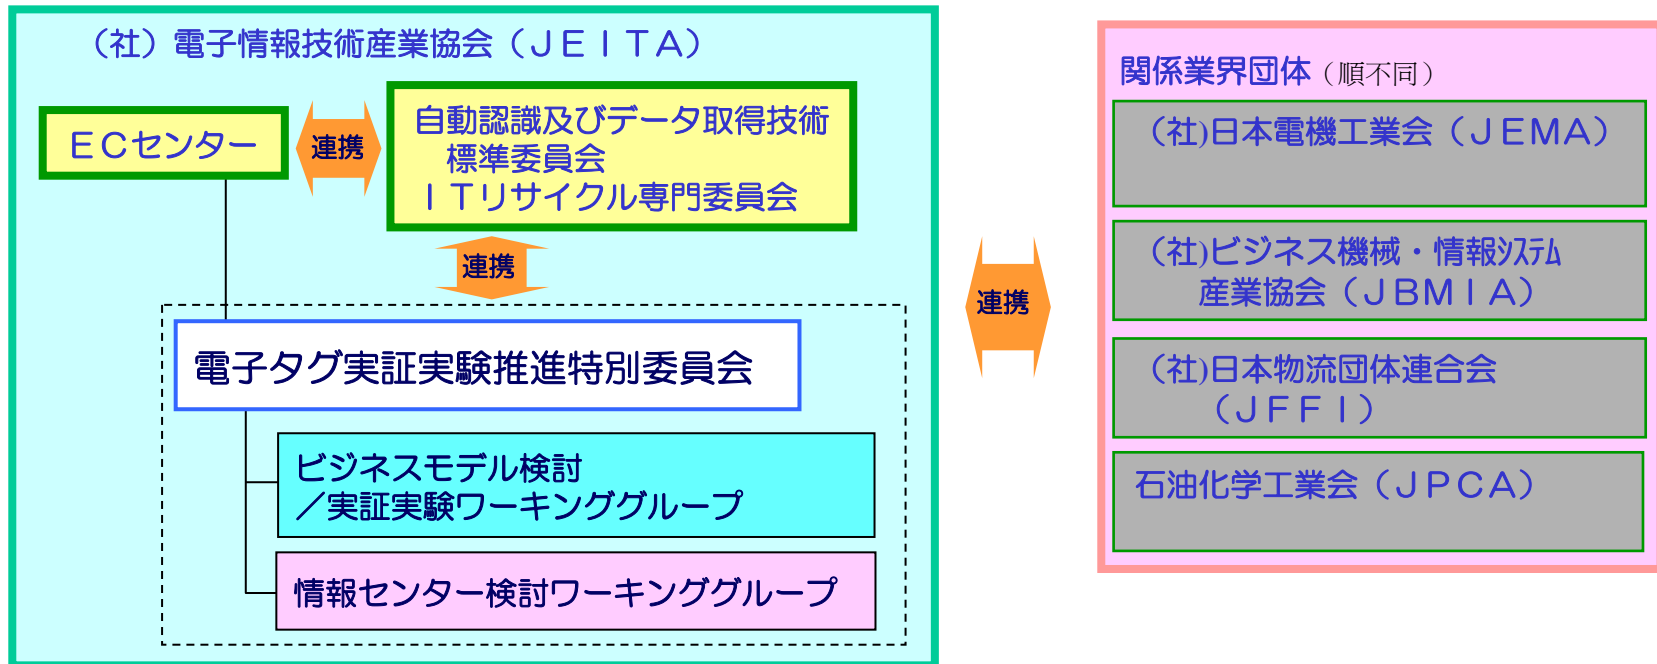 （社）電子情報技術産業協会（ＪＥＩＴＡ）
ＥＣセンター
連携
自動認識及びデータ取得技術
標準委員会
ＩＴリサイクル専門委員会
連携
電子タグ実証実験推進特別委員会
ビジネスモデル検討
／実証実験ワーキンググループ
情報センター検討ワーキンググループ
連携
関係業界団体（順不同）
（社)日本電機工業会（ＪＥＭＡ）
（社)ビジネス機械・情報ｼｽﾃﾑ
産業協会（ＪＢＭＩＡ）
（社)日本物流団体連合会
（ＪＦＦＩ）
石油化学工業会（ＪＰＣＡ）